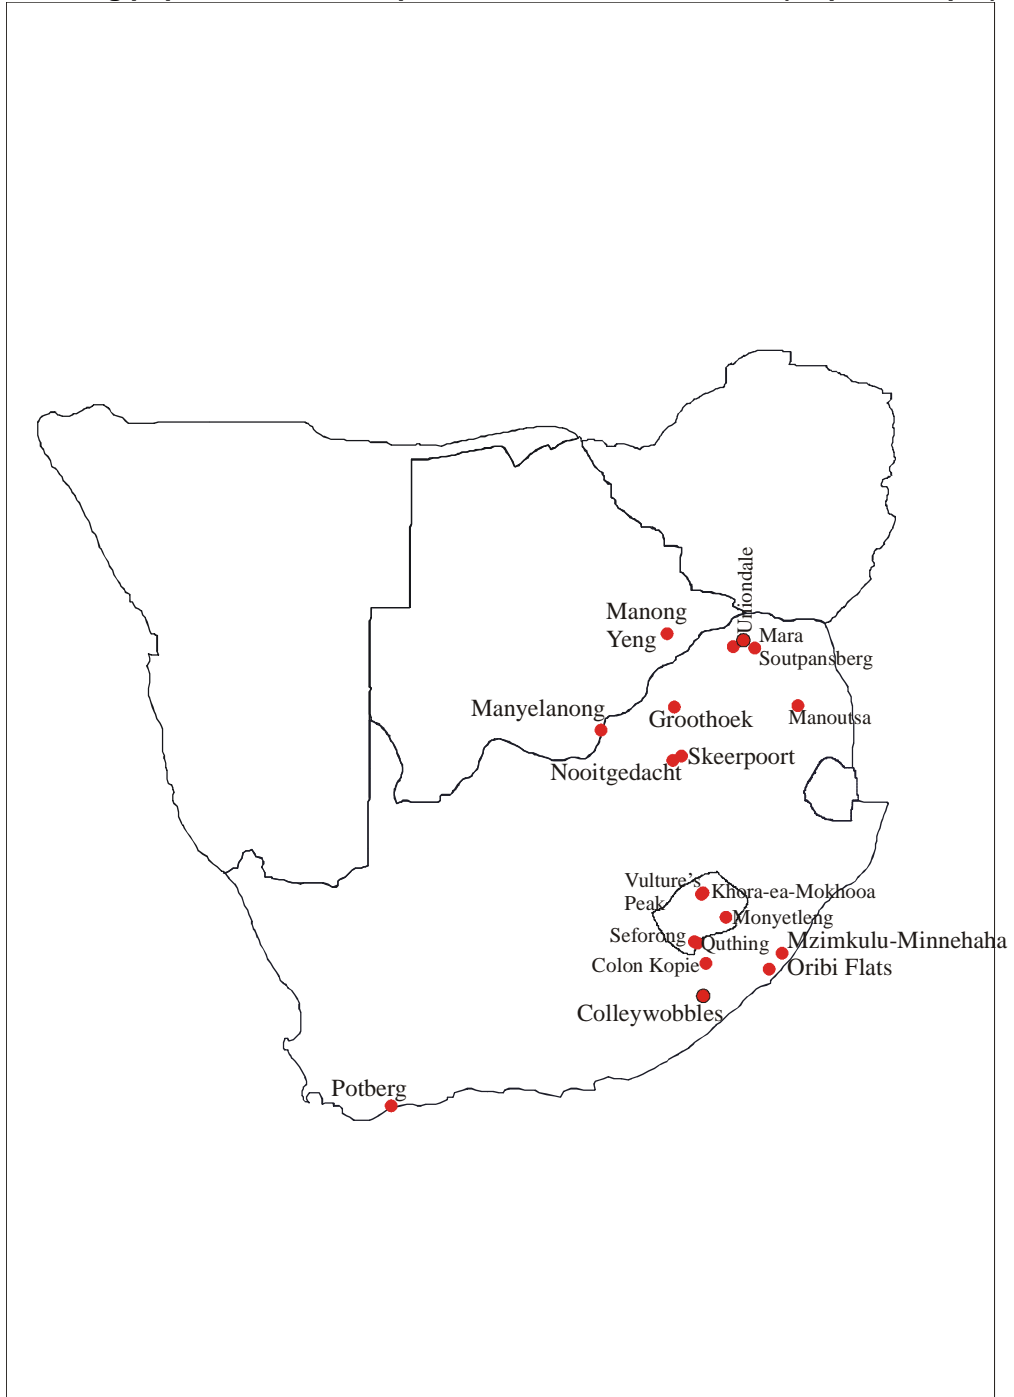 Uniondale
Manong
Yeng
Mara
Soutpansberg
Manyelanong
Groothoek
Manoutsa
Skeerpoort
Nooitgedacht
Vulture's
Peak
Khora-ea-Mokhooa
Monyetleng
Seforong
Quthing
Mzimkulu-Minnehaha
Colon Kopie
Oribi Flats
Colleywobbles
Potberg